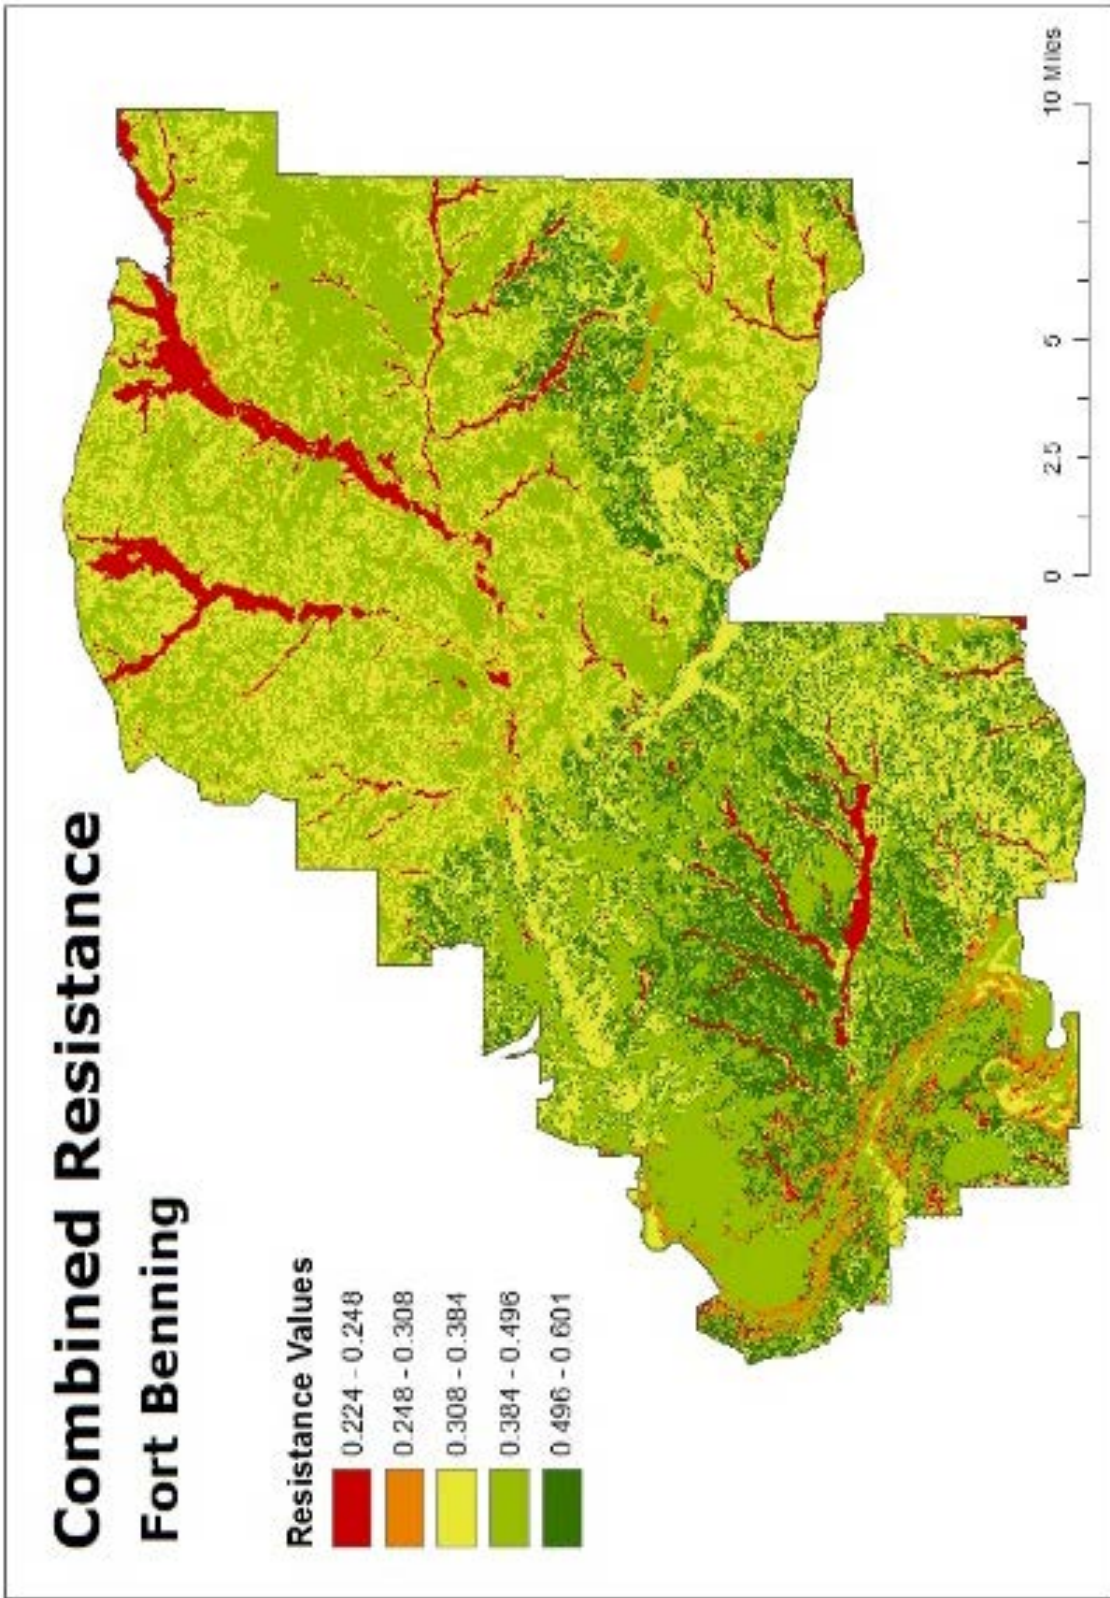 Combined Resistance
Fort Benning
Resistance Values
0.224 - 0.248
0.248 - 0.308
0.308 - 0.384
0.384 - 0.496
0.496 - 0.601
0 2.5 5 10 Miles